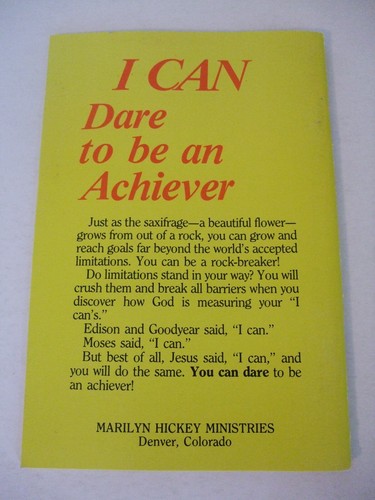 I CAN
Dare
to be an
Achiever
Just as the saxifrage—a beautiful flower—
grows from out of a rock, you can grow and
reach goals far beyond the world's accepted
limitations. You can be a rock-breaker!
Do limitations stand in your way? You will
crush them and break all barriers when you
discover how God is measuring your "I
can's."
Edison and Goodyear said, "I can."
Moses said, "I can."
But best of all, Jesus said, "I can," and
you will do the same. You can dare to be
an achiever!
MARILYN HICKEY MINISTRIES
Denver, Colorado